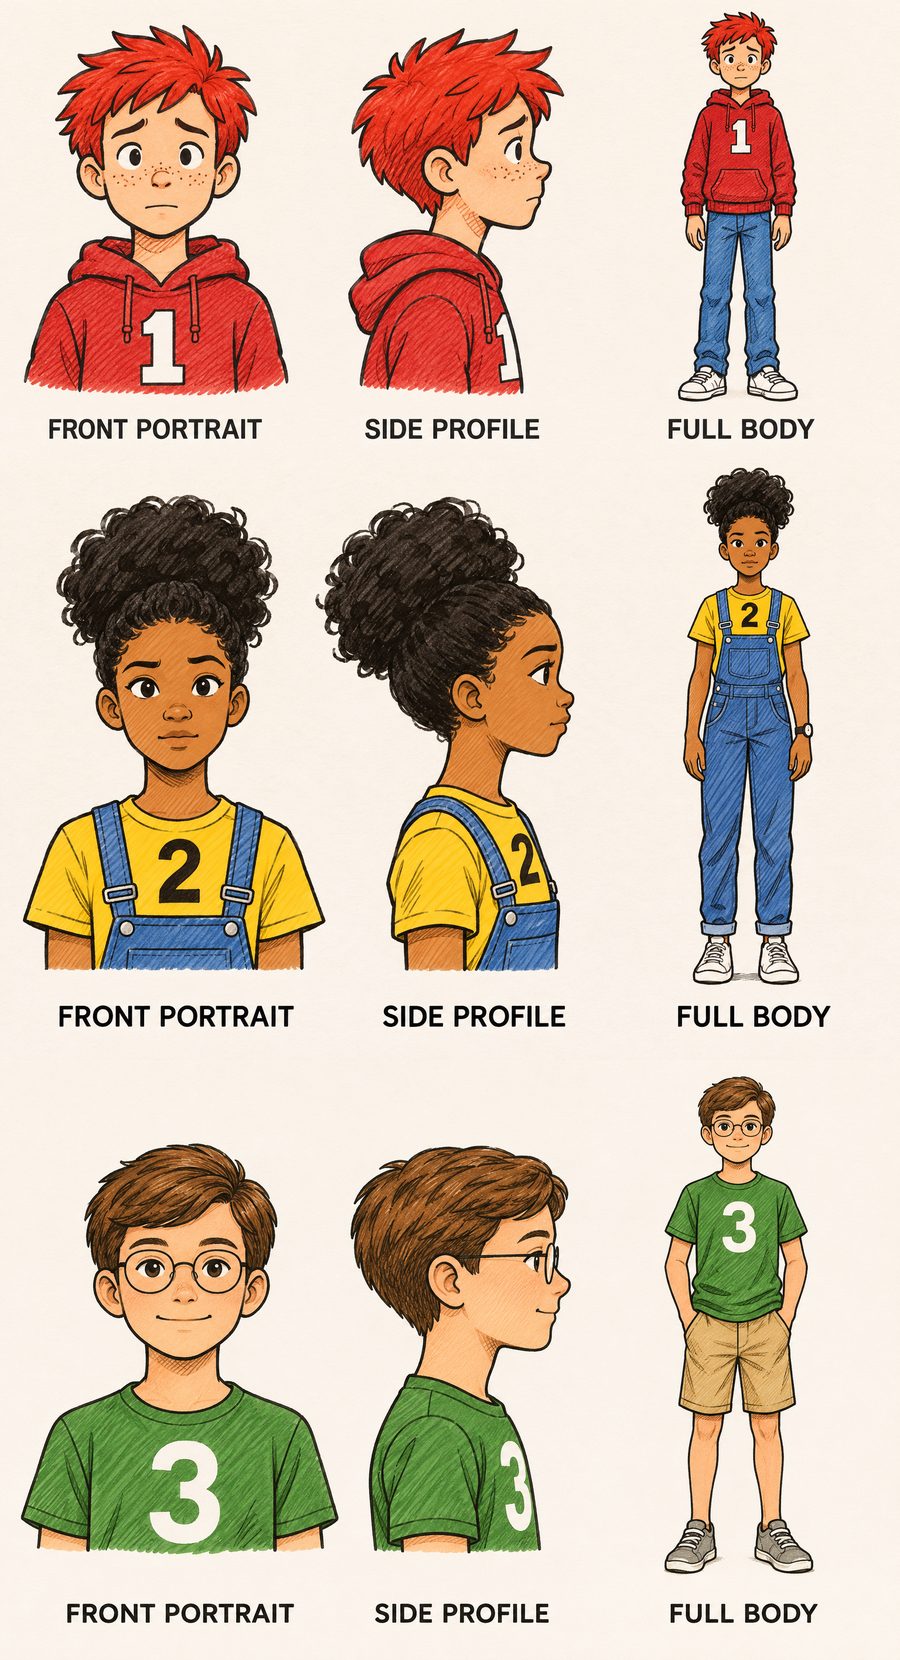 1
1
1
FRONT PORTRAIT
SIDE PROFILE
FULL BODY
2
2
2
FRONT PORTRAIT
SIDE PROFILE
FULL BODY
3
3
3
FRONT PORTRAIT
SIDE PROFILE
FULL BODY